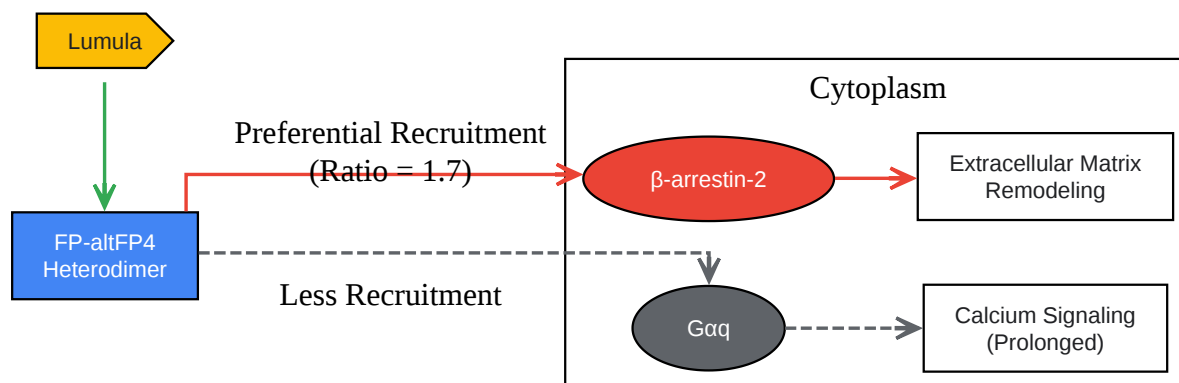 Lumula
Cytoplasm
Preferential Recruitment
(Ratio = 1.7)
β-arrestin-2
Extracellular Matrix
Remodeling
FP-altFP4
Heterodimer
Less Recruitment
Gαq
Calcium Signaling
(Prolonged)